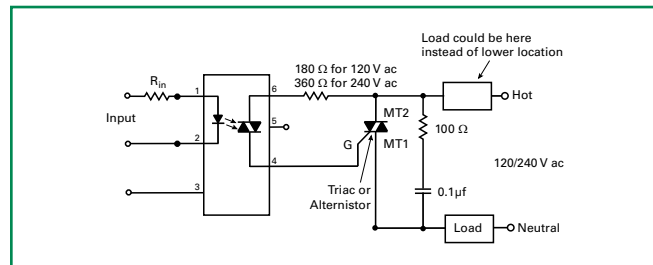 Load could be here
instead of lower location
180 Ω for 120 V ac
360 Ω for 240 V ac
Rin
1
6
Hot
MT2
100 Ω
Input
5
G
MT1
2
4
120/240 V ac
3
Triac or
Alternistor
0.1µf
Load
Neutral